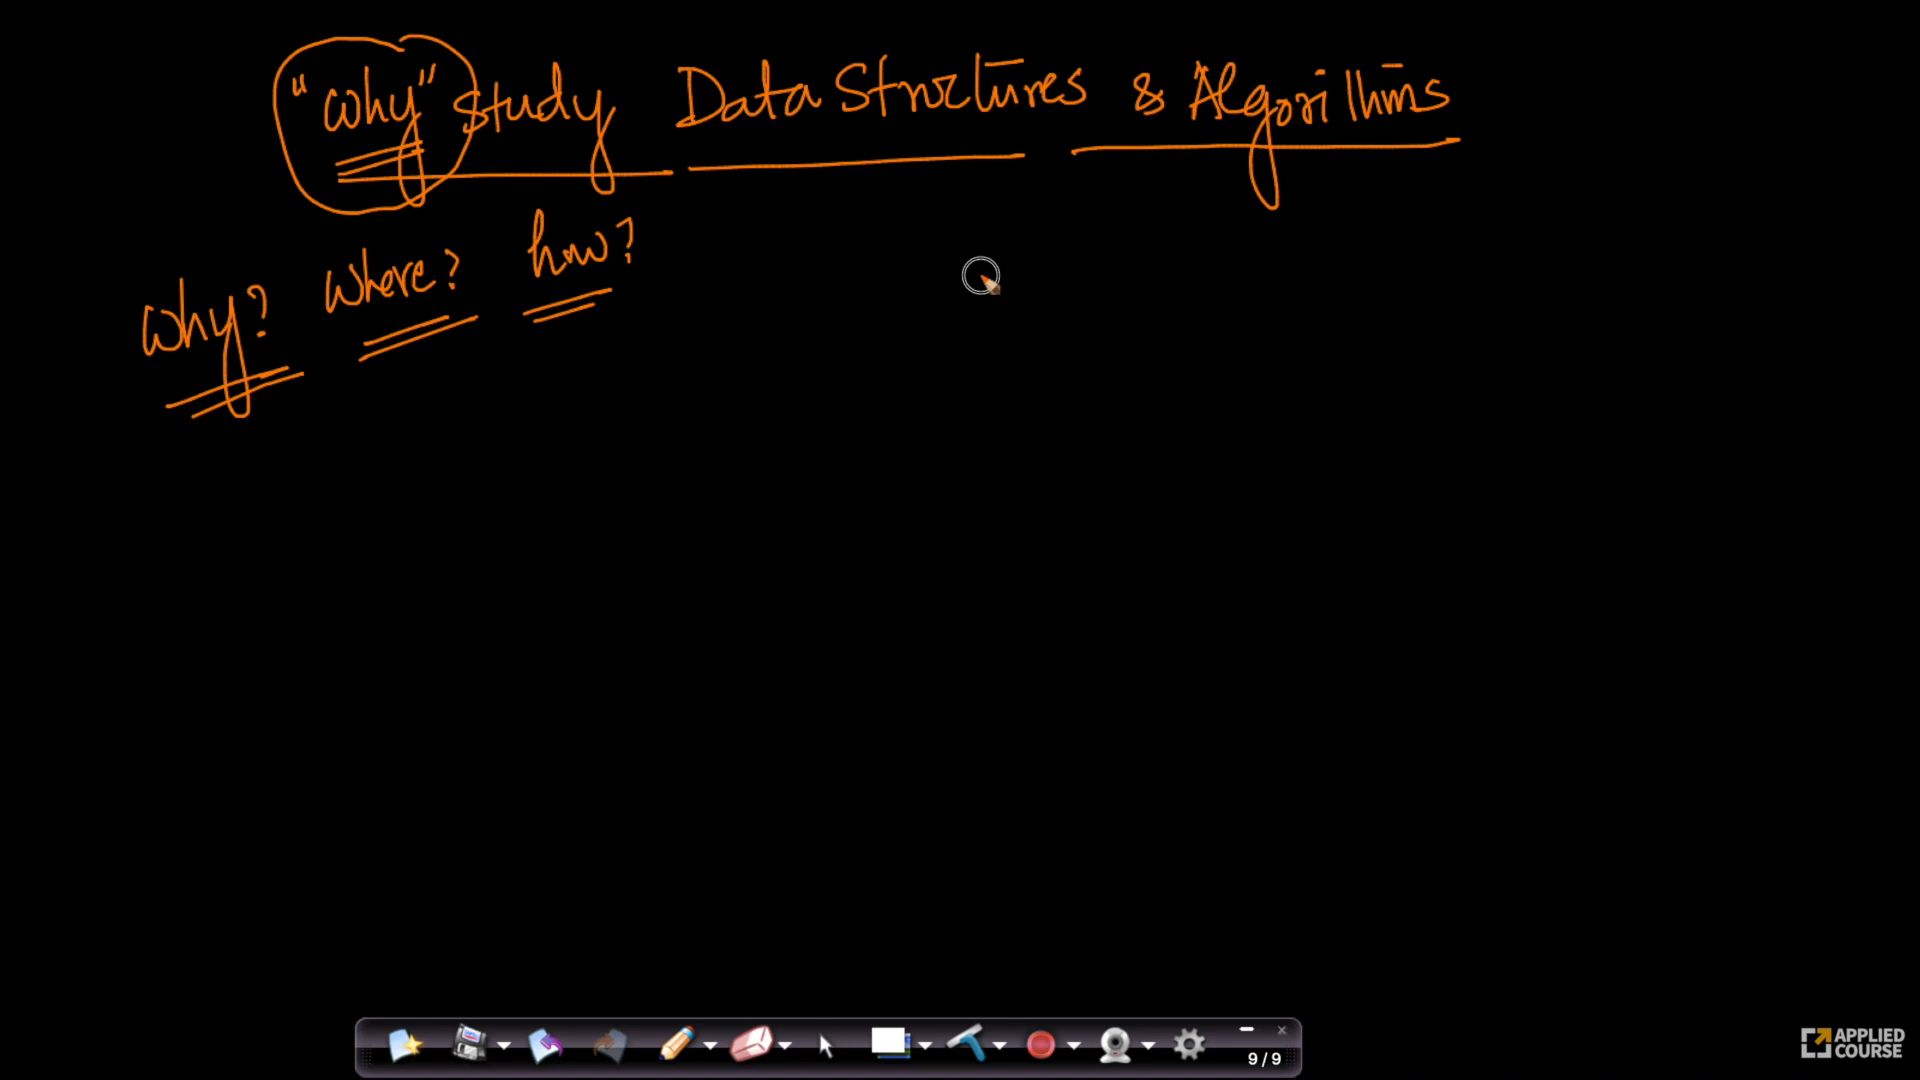 "why" study Data Structures & Algorithms
why? where? how?
9/9
APPLIED
COURSE